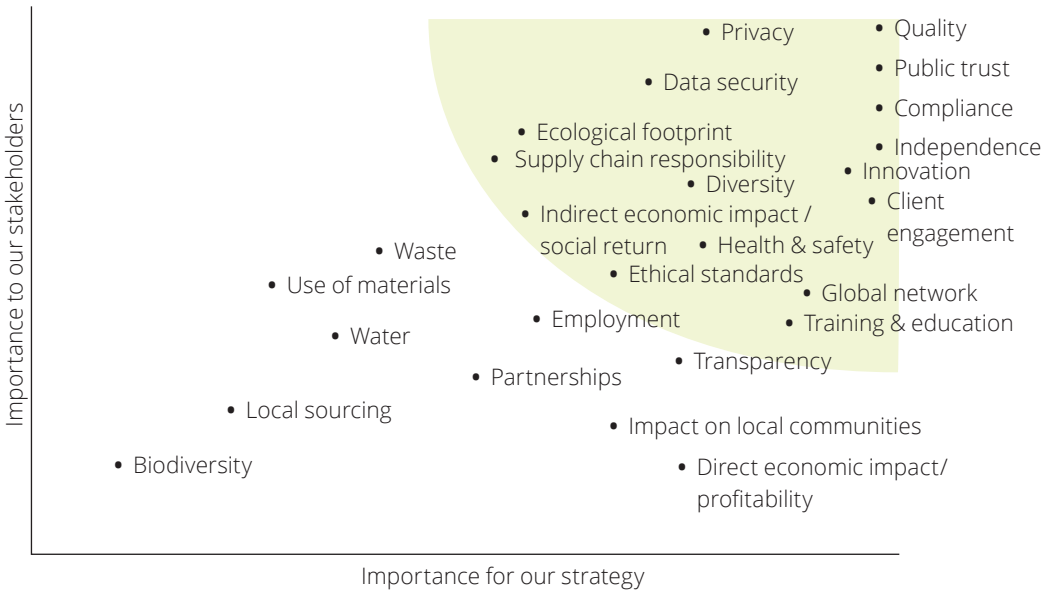 Quality
Privacy
Public trust
Data security
Compliance
Ecological footprint
Independence
Supply chain responsibility
Innovation
Diversity
Client
engagement
Indirect economic impact /
social return
Health & safety
Waste
Ethical standards
Use of materials
Global network
Employment
Training & education
Water
Transparency
Partnerships
Local sourcing
Impact on local communities
Biodiversity
Direct economic impact/
profitability
Importance to our stakeholders
Importance for our strategy